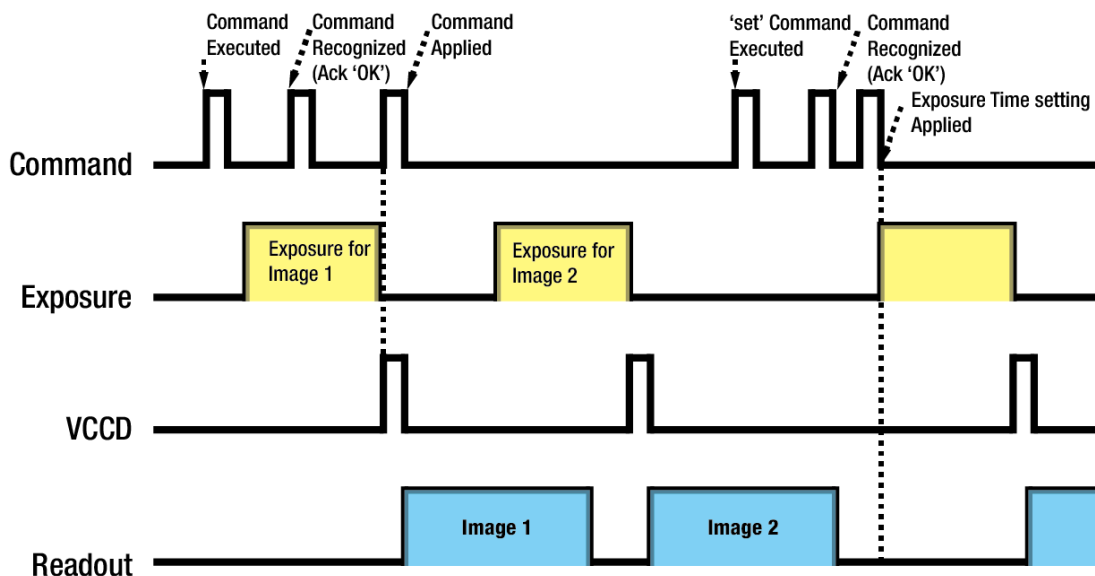 Command
Executed
Command
Recognized
(Ack ‘OK’)
Command
Applied
‘set’ Command
Executed
Command
Recognized
(Ack ‘OK’)
Exposure Time setting
Applied
Command
Exposure for
Image 1
Exposure for
Image 2
Exposure
VCCD
Image 1
Image 2
Readout